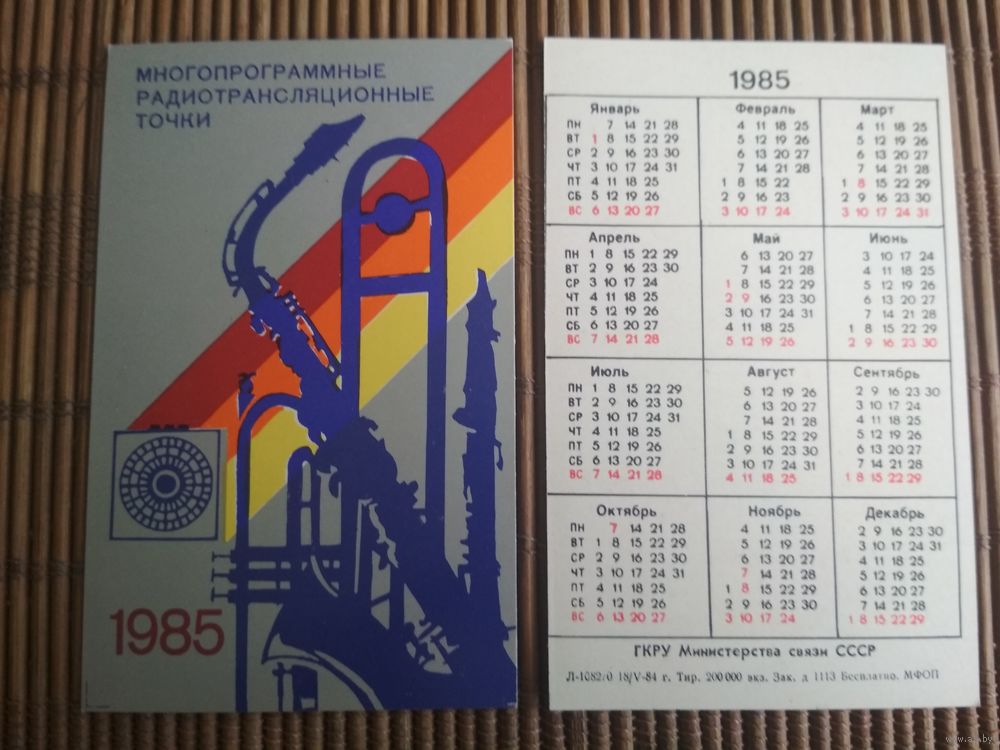 МНОГОПРОГРАММНЫЕ
РАДИОТРАНСЛЯЦИОННЫЕ
ТОЧКИ
1985
1985
Январь Февраль Март
ПН 7 14 21 28 4 11 18 25 4 11 18 25
ВТ 1 8 15 22 29 5 12 19 26 5 12 19 26
СР 2 9 16 23 30 6 13 20 27 6 13 20 27
ЧТ 3 10 17 24 31 7 14 21 28 7 14 21 28
ПТ 4 11 18 25 1 8 15 22 1 8 15 22 29
СБ 5 12 19 26 2 9 16 23 2 9 16 23 30
ВС 6 13 20 27 3 10 17 24 3 10 17 24 31
Апрель Май Июнь
ПН 1 8 15 22 29 6 13 20 27 3 10 17 24
ВТ 2 9 16 23 30 7 14 21 28 4 11 18 25
СР 3 10 17 24 1 8 15 22 29 5 12 19 26
ЧТ 4 11 18 25 2 9 16 23 30 6 13 20 27
ПТ 5 12 19 26 3 10 17 24 31 7 14 21 28
СБ 6 13 20 27 4 11 18 25 1 8 15 22 29
ВС 7 14 21 28 5 12 19 26 2 9 16 23 30
Июль Август Сентябрь
ПН 1 8 15 22 29 5 12 19 26 2 9 16 23 30
ВТ 2 9 16 23 30 6 13 20 27 3 10 17 24
СР 3 10 17 24 31 7 14 21 28 4 11 18 25
ЧТ 4 11 18 25 1 8 15 22 29 5 12 19 26
ПТ 5 12 19 26 2 9 16 23 30 6 13 20 27
СБ 6 13 20 27 3 10 17 24 31 7 14 21 28
ВС 7 14 21 28 4 11 18 25 1 8 15 22 29
Октябрь Ноябрь Декабрь
ПН 7 14 21 28 4 11 18 25 2 9 16 23 30
ВТ 1 8 15 22 29 5 12 19 26 3 10 17 24 31
СР 2 9 16 23 30 6 13 20 27 4 11 18 25
ЧТ 3 10 17 24 31 7 14 21 28 5 12 19 26
ПТ 4 11 18 25 1 8 15 22 29 6 13 20 27
СБ 5 12 19 26 2 9 16 23 30 7 14 21 28
ВС 6 13 20 27 3 10 17 24 1 8 15 22 29
ГКРУ Министерства связи СССР
18/V-84 г. Тир. 200 000 экз. Зак. д 1113 Бесплатно. МФОП